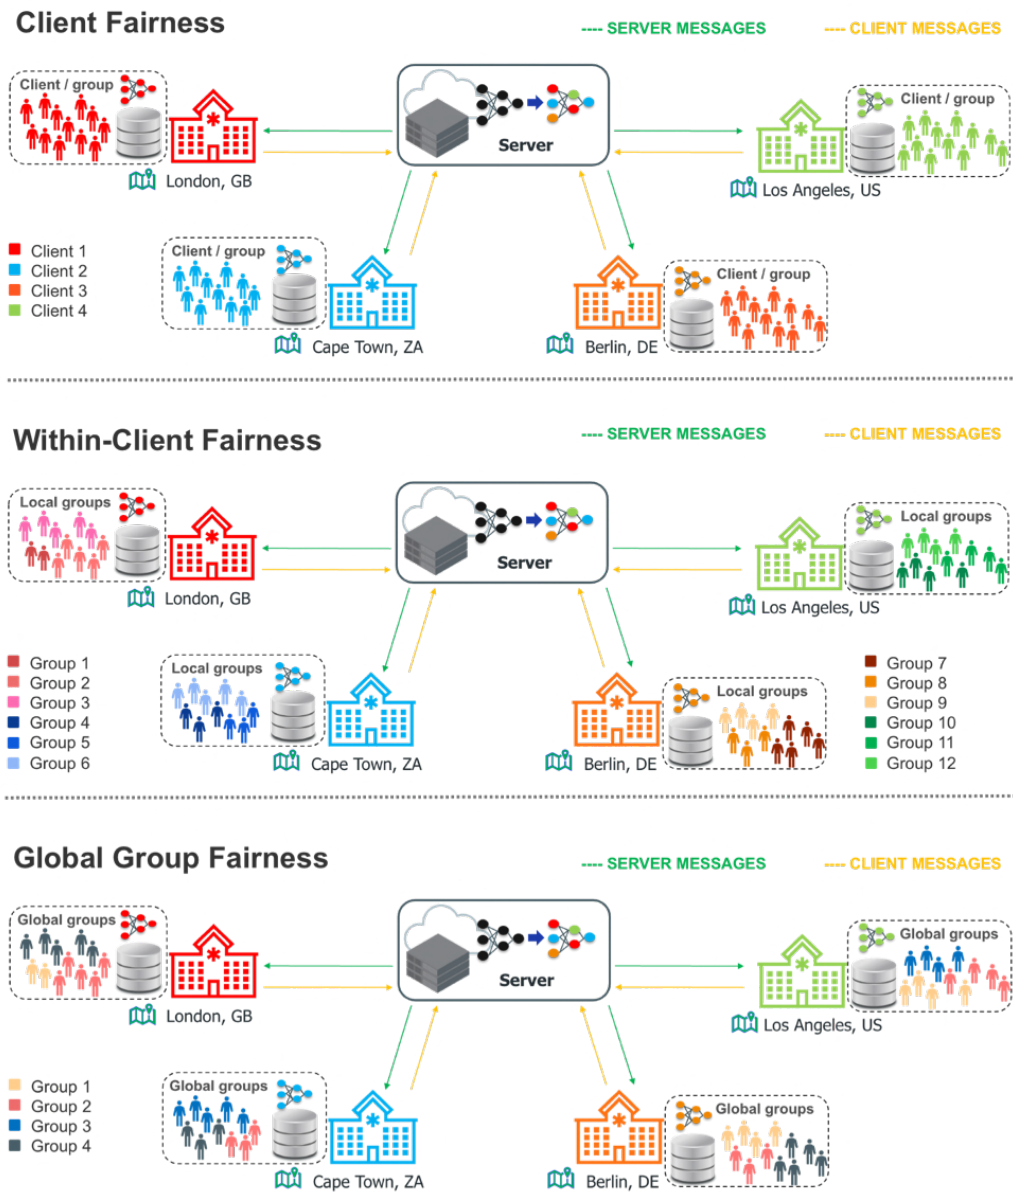 Client Fairness
---- SERVER MESSAGES
---- CLIENT MESSAGES
Client / group
Server
Client / group
London, GB
Los Angeles, US
Client 1
Client 2
Client 3
Client 4
Client / group
Client / group
Cape Town, ZA
Berlin, DE
Within-Client Fairness
---- SERVER MESSAGES
---- CLIENT MESSAGES
Local groups
Server
Local groups
London, GB
Los Angeles, US
Group 1
Group 2
Group 3
Group 4
Group 5
Group 6
Local groups
Local groups
Group 7
Group 8
Group 9
Group 10
Group 11
Group 12
Cape Town, ZA
Berlin, DE
Global Group Fairness
---- SERVER MESSAGES
---- CLIENT MESSAGES
Global groups
Server
Global groups
London, GB
Los Angeles, US
Group 1
Group 2
Group 3
Group 4
Global groups
Global groups
Cape Town, ZA
Berlin, DE